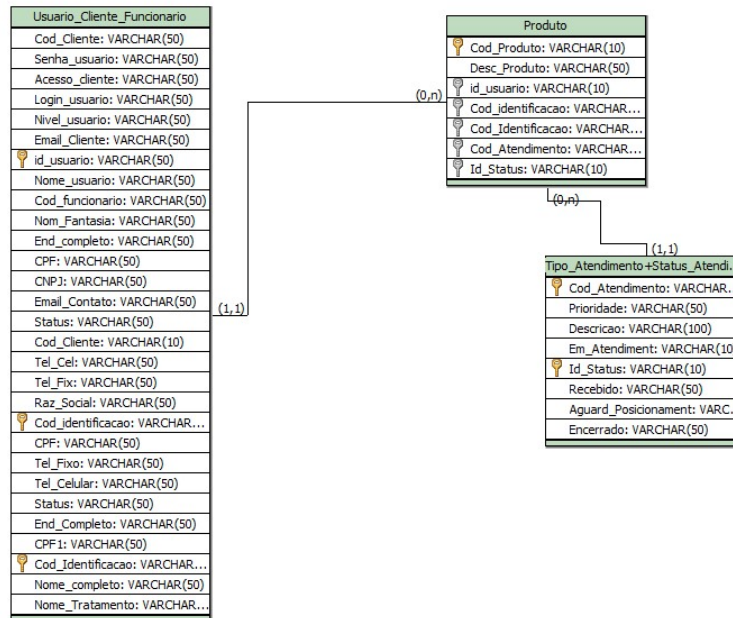 Usuario_Cliente_Funcionario
Cod_Cliente: VARCHAR(50)
Senha_usuario: VARCHAR(50)
Acesso_cliente: VARCHAR(50)
Login_usuario: VARCHAR(50)
Nivel_usuario: VARCHAR(50)
Email_Cliente: VARCHAR(50)
id_usuario: VARCHAR(50)
Nome_usuario: VARCHAR(50)
Cod_funcionario: VARCHAR(50)
Nom_Fantasia: VARCHAR(50)
End_completo: VARCHAR(50)
CPF: VARCHAR(50)
CNPJ: VARCHAR(50)
Email_Contato: VARCHAR(50)
Status: VARCHAR(50)
Cod_Cliente: VARCHAR(10)
Tel_Cel: VARCHAR(50)
Tel_Fix: VARCHAR(50)
Raz_Social: VARCHAR(50)
Cod_identificacao: VARCHAR...
CPF: VARCHAR(50)
Tel_Fixo: VARCHAR(50)
Tel_Celular: VARCHAR(50)
Status: VARCHAR(50)
End_Completo: VARCHAR(50)
CPF1: VARCHAR(50)
Cod_Identificacao: VARCHAR...
Nome_completo: VARCHAR(50)
Nome_Tratamento: VARCHAR...
(1,1)
(0,n)
Produto
Cod_Produto: VARCHAR(10)
Desc_Produto: VARCHAR(50)
id_usuario: VARCHAR(10)
Cod_identificacao: VARCHAR...
Cod_Identificacao: VARCHAR...
Cod_Atendimento: VARCHAR...
Id_Status: VARCHAR(10)
(0,n)
(1,1)
Tipo_Atendimento+Status_Atendi..
Cod_Atendimento: VARCHAR..
Prioridade: VARCHAR(50)
Descricao: VARCHAR(100)
Em_Atendiment: VARCHAR(10
Id_Status: VARCHAR(10)
Recebido: VARCHAR(50)
Aguard_Posicionament: VARC..
Encerrado: VARCHAR(50)